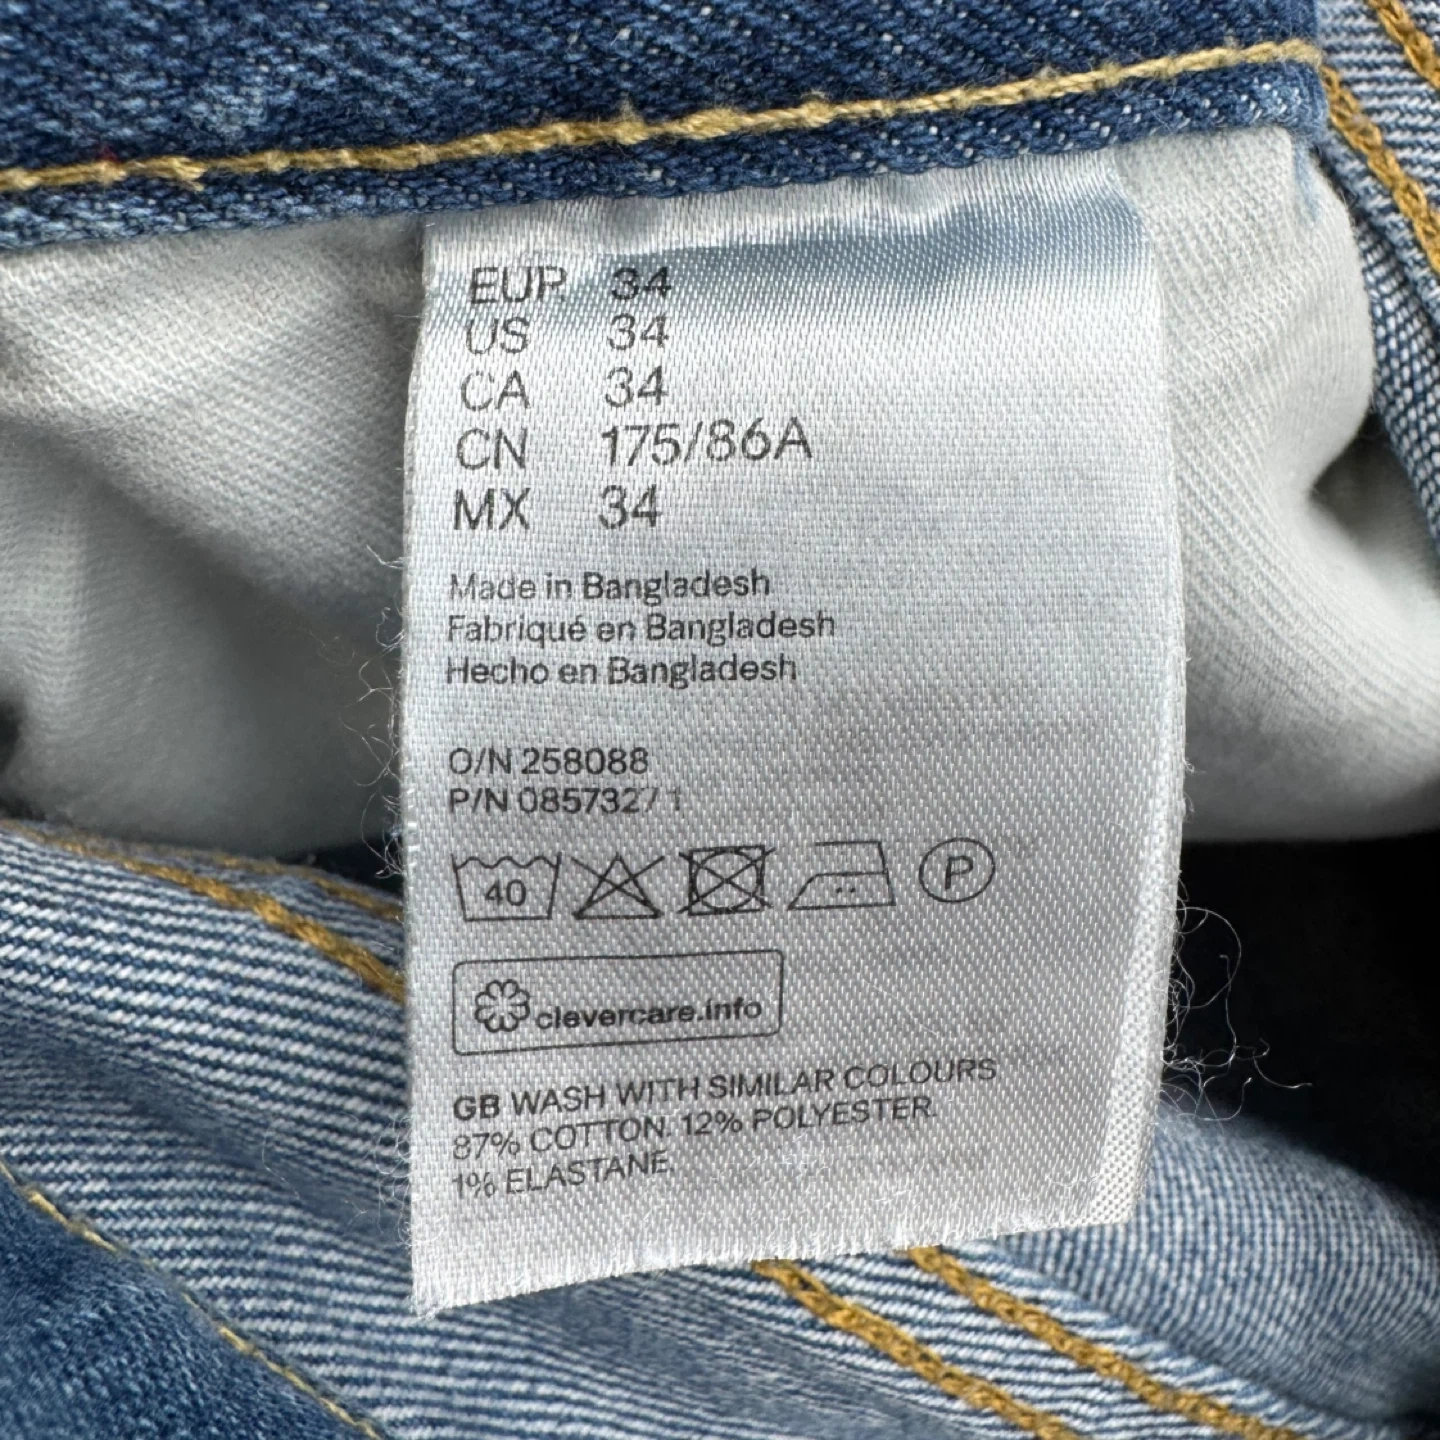 EUR 34
US 34
CA 34
CN 175/86A
MX 34
Made in Bangladesh
Fabriqué en Bangladesh
Hecho en Bangladesh
O/N 258088
P/N 0857327 1
40 P
clevercare.info
GB WASH WITH SIMILAR COLOURS
87% COTTON. 12% POLYESTER.
1% ELASTANE.